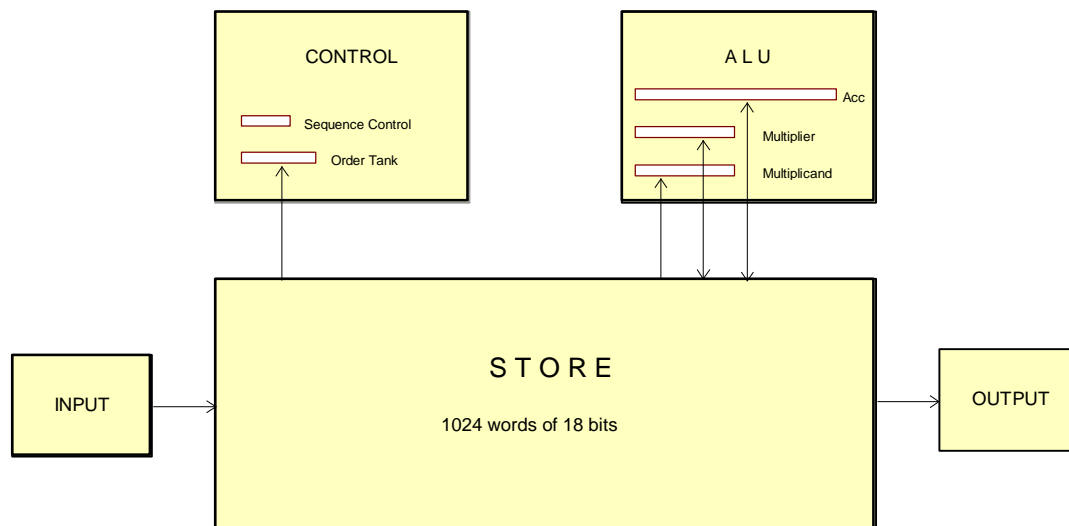 CONTROL
Sequence Control
Order Tank
A L U
Acc
Multiplier
Multiplicand
INPUT
S T O R E
1024 words of 18 bits
OUTPUT